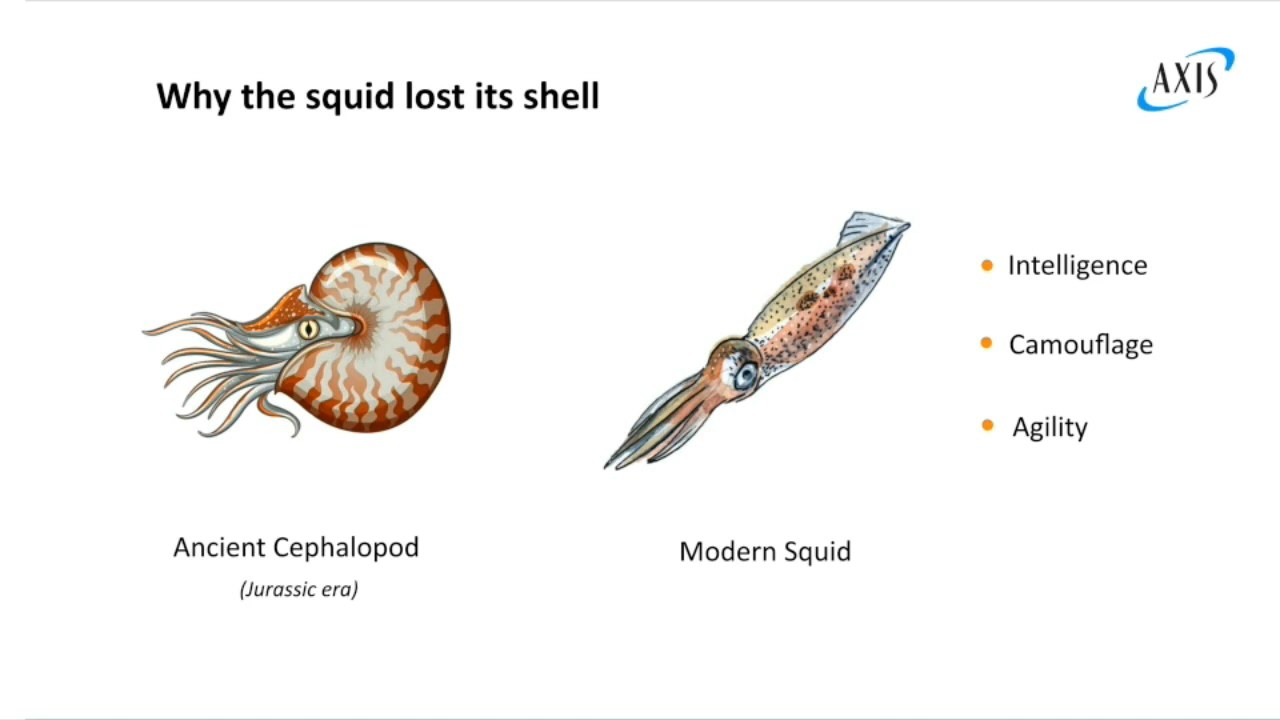 Why the squid lost its shell
AXIS
Intelligence
Camouflage
Agility
Ancient Cephalopod
(Jurassic era)
Modern Squid